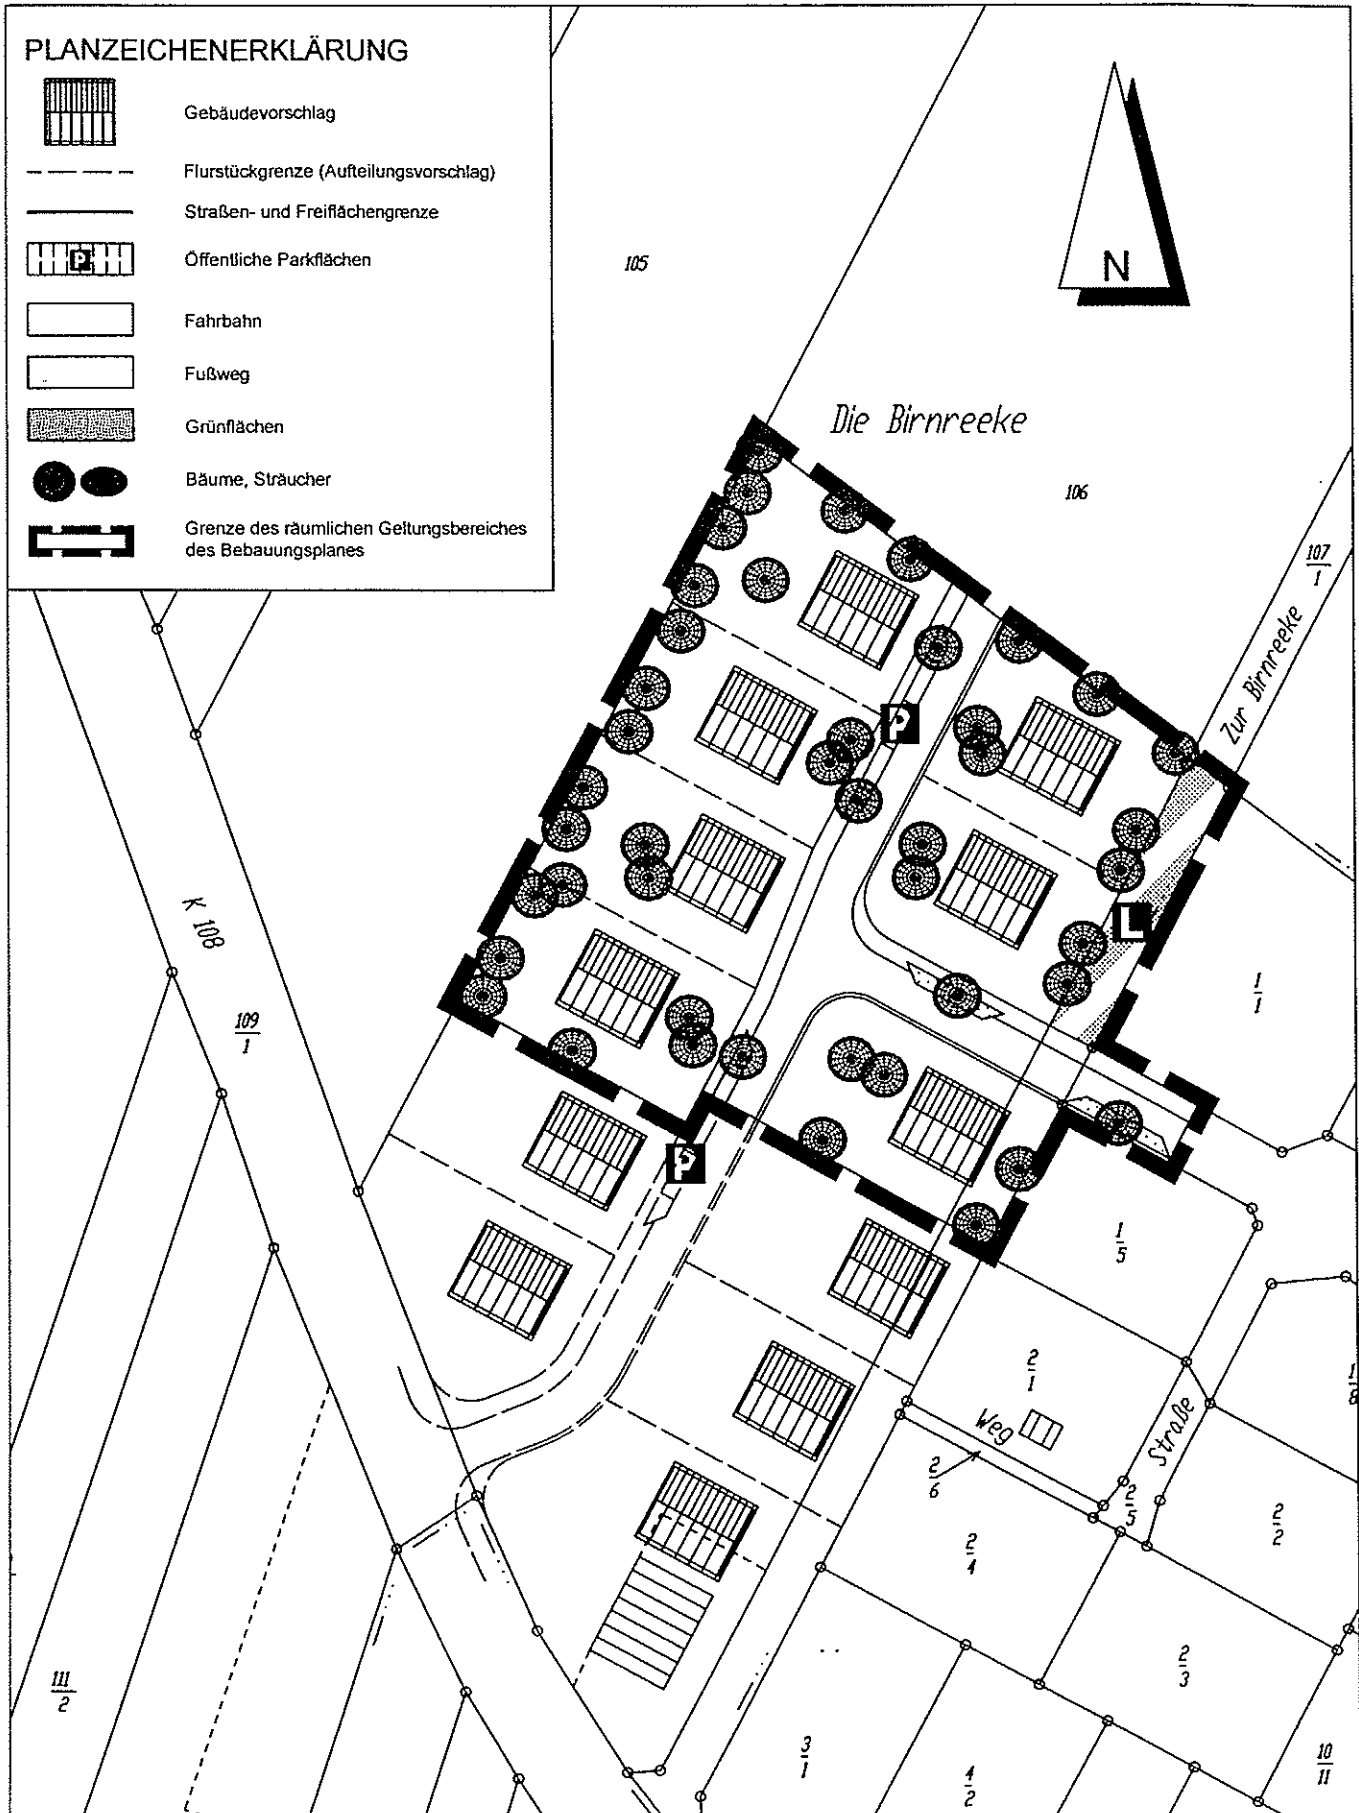 PLANZEICHENERKLÄRUNG
Gebäudevorschlag
Flurstückgrenze (Aufteilungsvorschlag)
Straßen- und Freiflächengrenze
P
Öffentliche Parkflächen
Fahrbahn
Fußweg
Grünflächen
Bäume, Sträucher
Grenze des räumlichen Geltungsbereiches
des Bebauungsplanes
N
105
Die Birnreeke
106
107
1
Zur Birnreeke
P
K 108
L
1
1
109
1
P
1
5
2
1
Weg
Straße
2
6
2
5
2
2
2
4
2
3
111
2
3
1
4
2
10
11